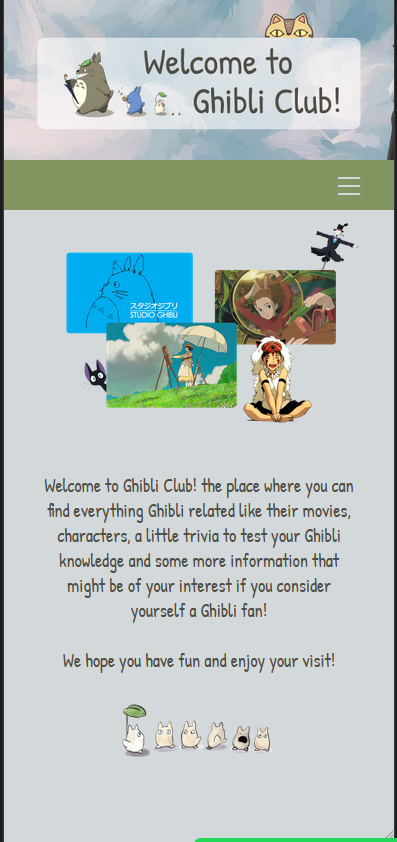 Welcome to
Ghibli Club!
スタジオジブリ
STUDIO GHIBLI
Welcome to Ghibli Club! the place where you can
find everything Ghibli related like their movies,
characters, a little trivia to test your Ghibli
knowledge and some more information that
might be of your interest if you consider
yourself a Ghibli fan!
We hope you have fun and enjoy your visit!